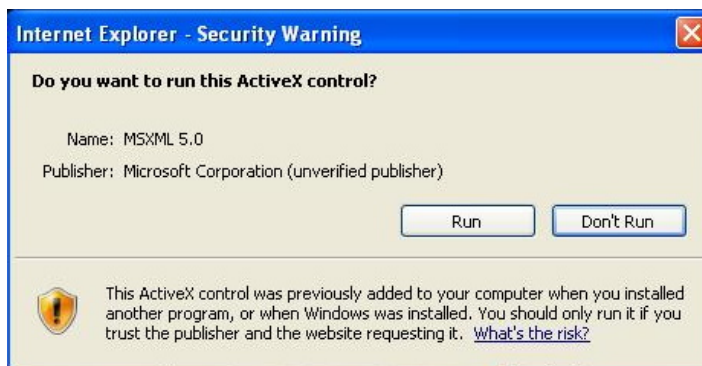 Internet Explorer - Security Warning
Do you want to run this ActiveX control?
Name: MSXML 5.0
Publisher: Microsoft Corporation (unverified publisher)
Run Don't Run
This ActiveX control was previously added to your computer when you installed
another program, or when Windows was installed. You should only run it if you
trust the publisher and the website requesting it. What's the risk?